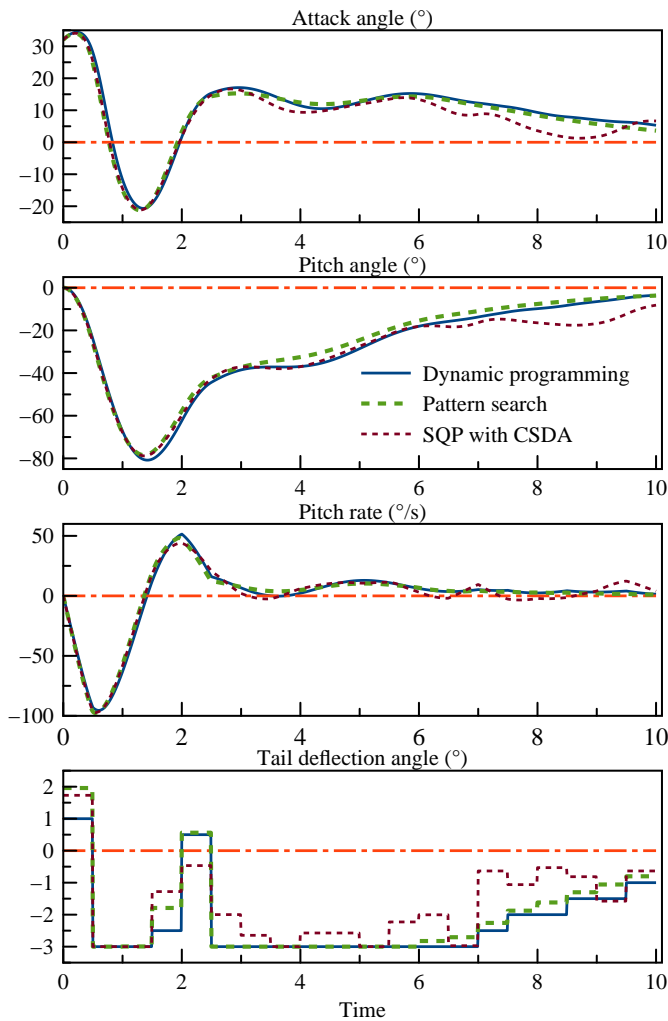 Attack angle (°)
30
20
10
0
−10
−20
0 2 4 6 8 10
Pitch angle (°)
0
−20
−40
−60
−80
Dynamic programming
Pattern search
SQP with CSDA
0 2 4 6 8 10
Pitch rate (°/s)
50
0
−50
−100
0 2 4 6 8 10
Tail deflection angle (°)
2
1
0
−1
−2
−3
0 2 4 6 8 10
Time